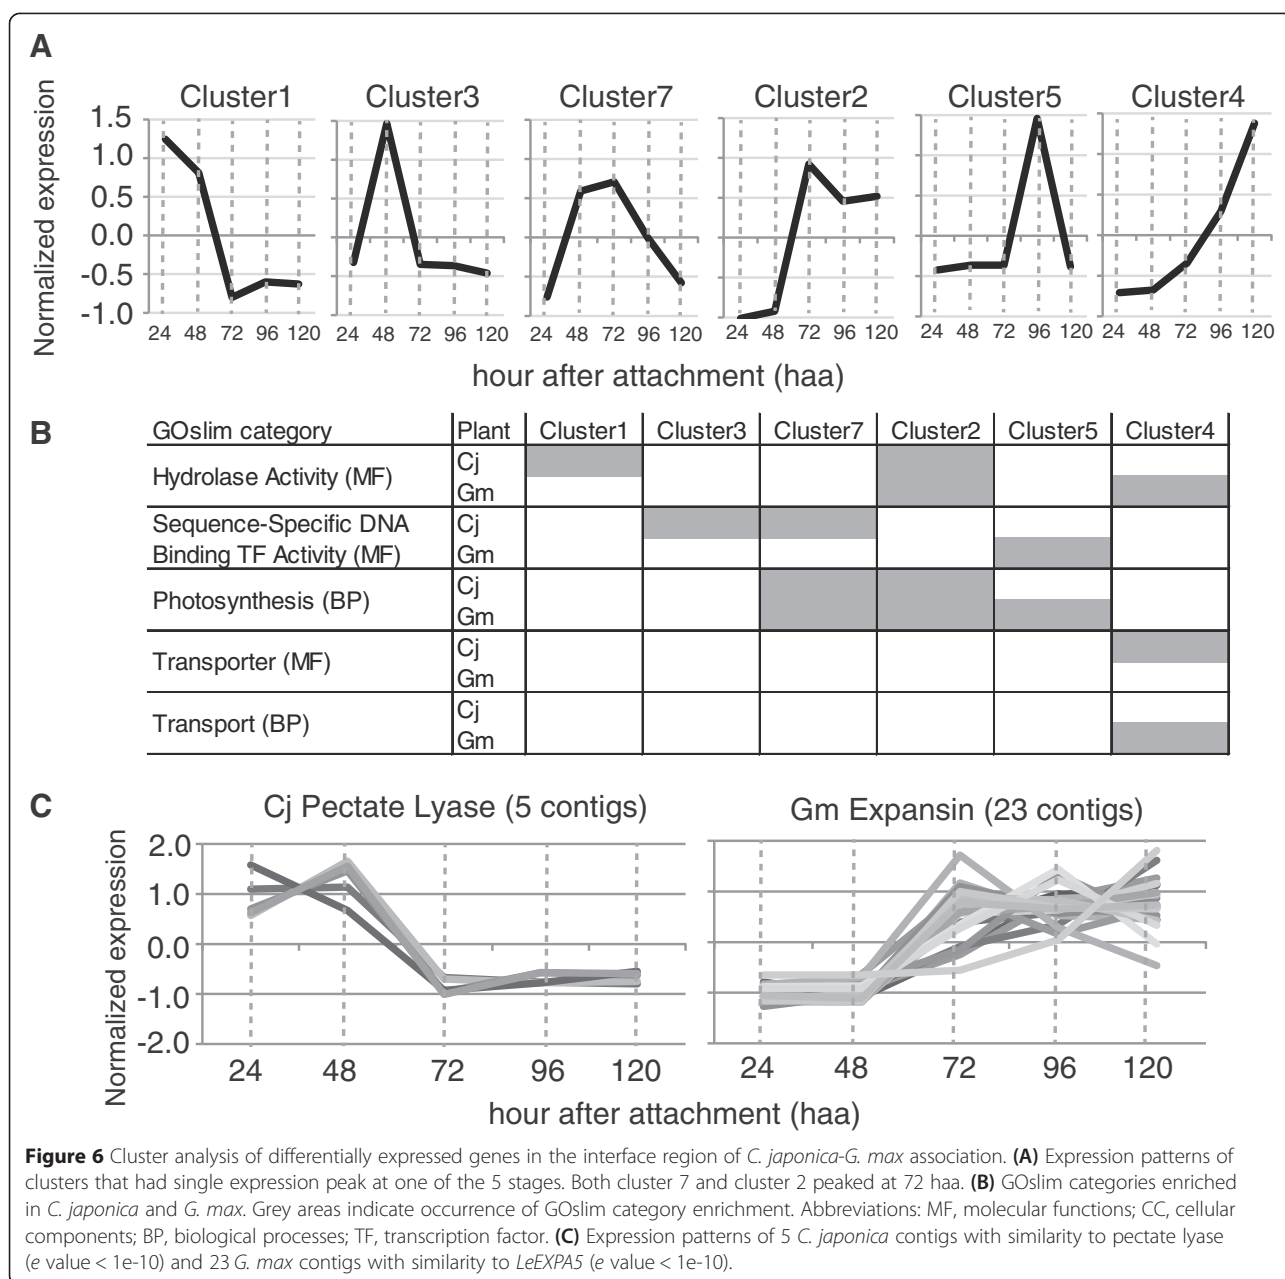 A
Cluster1 Cluster3 Cluster7 Cluster2 Cluster5 Cluster4
Normalized expression
1.5
1.0
0.5
0.0
-0.5
-1.0
24 48 72 96 120 24 48 72 96 120 24 48 72 96 120 24 48 72 96 120 24 48 72 96 120 24 48 72 96 120
hour after attachment (haa)
B
GOslim category Plant Cluster1 Cluster3 Cluster7 Cluster2 Cluster5 Cluster4
Hydrolase Activity (MF) Cj
Gm
Sequence-Specific DNA Cj
Binding TF Activity (MF) Gm
Photosynthesis (BP) Cj
Gm
Transporter (MF) Cj
Gm
Transport (BP) Cj
Gm
C
Cj Pectate Lyase (5 contigs) Gm Expansin (23 contigs)
Normalized expression
2.0
1.0
0.0
-1.0
-2.0
24 48 72 96 120 24 48 72 96 120
hour after attachment (haa)
Figure 6 Cluster analysis of differentially expressed genes in the interface region of C. japonica-G. max association. (A) Expression patterns of
clusters that had single expression peak at one of the 5 stages. Both cluster 7 and cluster 2 peaked at 72 haa. (B) GOslim categories enriched
in C. japonica and G. max. Grey areas indicate occurrence of GOslim category enrichment. Abbreviations: MF, molecular functions; CC, cellular
components; BP, biological processes; TF, transcription factor. (C) Expression patterns of 5 C. japonica contigs with similarity to pectate lyase
(e value < 1e-10) and 23 G. max contigs with similarity to LeEXPA5 (e value < 1e-10).